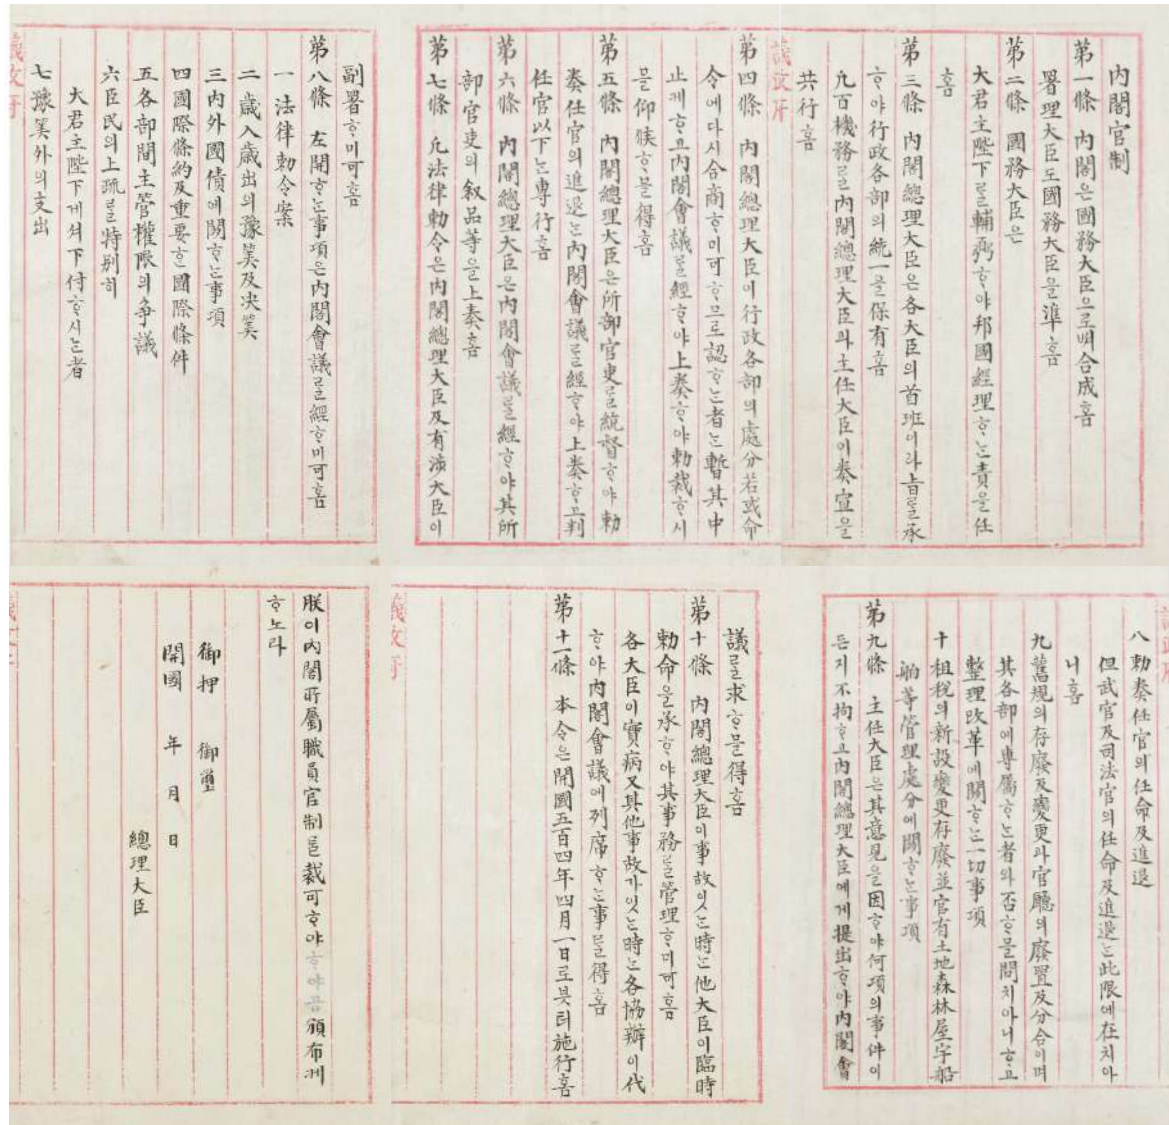 內閣官制
第一條 內閣은國務大臣으로뼈合成홈
署理大臣도國務大臣을準홈
第二條 國務大臣은
大君主陛下를輔弼ᄒᆞ야邦國經理ᄒᆞᄂᆞᆫ責을任
홈
第三條 內閣總理大臣은各大臣의首班이라旨를承
ᄒᆞ야行政各部의統一을保有홈
凡百機務를內閣總理大臣과主任大臣이奏宣을
共行홈
第四條 內閣總理大臣이行政各部의處分若或命
令에다시合商ᄒᆞ미可ᄒᆞ므로認ᄒᆞᄂᆞᆫ者ᄂᆞᆫ暫其中
止케ᄒᆞ고內閣會議를經ᄒᆞ야上奏ᄒᆞ야勅裁ᄒᆞ시
믈仰竢ᄒᆞ믈得홈
第五條 內閣總理大臣은所部官吏를統督ᄒᆞ야勅
奏任官의進退ᄂᆞᆫ內閣會議를經ᄒᆞ야上奏ᄒᆞ고判
任官以下ᄂᆞᆫ專行홈
第六條 內閣總理大臣은內閣會議를經ᄒᆞ야其所
部官吏의叙品等을上奏홈
第七條 凡法律勅令은內閣總理大臣及有涉大臣이
副署ᄒᆞ미可홈
第八條 左開ᄒᆞᄂᆞᆫ事項은內閣會議를經ᄒᆞ미可홈
一 法律勅令案
二 歲入歲出의豫筭及决筭
三內外國債에關ᄒᆞᄂᆞᆫ事項
四國際條約及重要ᄒᆞᆫ國際條件
五各部間主管權限의爭議
六臣民의上疏를特別히
大君主陛下게셔下付ᄒᆞ시ᄂᆞᆫ者
七豫筭外의支出
八勅奏任官의任命及進退
但武官及司法官의任命及進退ᄂᆞᆫ此限에在치아
니홈
九舊規의存廢及變更과官廳의廢置及分合이며
其各部에專屬ᄒᆞᄂᆞᆫ者와否ᄒᆞ믈問치아니ᄒᆞ고
整理改革에關ᄒᆞᄂᆞᆫ一切事項
十租稅의新設變更存廢並官有土地森林屋宇船
舶等管理處分에關ᄒᆞᄂᆞᆫ事項
第九條 主任大臣은其意見을因ᄒᆞ야何項의事件이
든지不拘ᄒᆞ고內閣總理大臣에게提出ᄒᆞ야內閣會
議를求ᄒᆞ믈得홈
第十條 內閣總理大臣이事故잇ᄂᆞᆫ時ᄂᆞᆫ他大臣이臨時
勅命을承ᄒᆞ야其事務를管理ᄒᆞ미可홈
各大臣이實病又其他事故가잇ᄂᆞᆫ時ᄂᆞᆫ各協辦이代
ᄒᆞ야內閣會議에列席ᄒᆞᄂᆞᆫ事를得홈
第十一條 本令은開國五百四年四月一日로븟터施行홈
朕이內閣所屬職員官制를裁可ᄒᆞ야ᄒᆞ야곰頒布케
ᄒᆞ노라
御押 御璽
開國 年 月 日
總理大臣